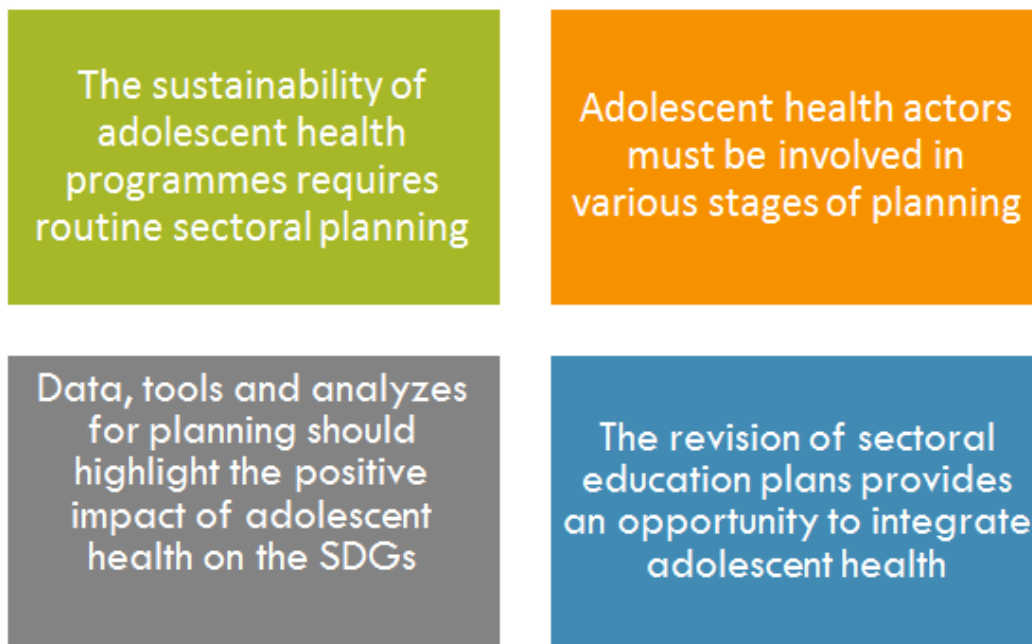 The sustainability of
adolescent health
programmes requires
routine sectoral planning
Adolescent health actors
must be involved in
various stages of planning
Data, tools and analyzes
for planning should
highlight the positive
impact of adolescent
health on the SDGs
The revision of sectoral
education plans provides
an opportunity to integrate
adolescent health